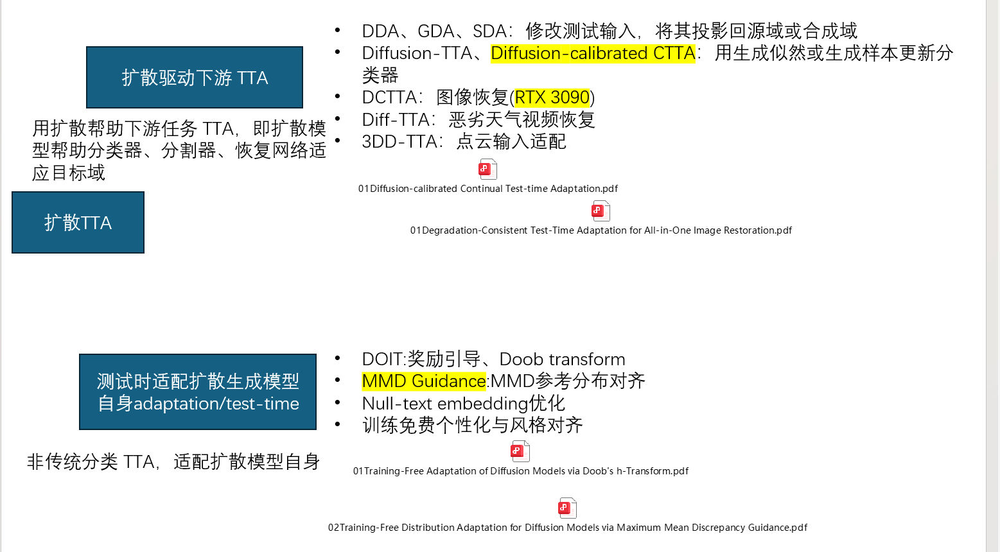 扩散驱动下游 TTA
用扩散帮助下游任务 TTA，即扩散模
型帮助分类器、分割器、恢复网络适
应目标域
• DDA、GDA、SDA：修改测试输入，将其投影回源域或合成域
• Diffusion-TTA、Diffusion-calibrated CTTA：用生成似然或生成样本更新分
类器
• DCTTA：图像恢复(RTX 3090)
• Diff-TTA：恶劣天气视频恢复
• 3DD-TTA：点云输入适配
01Diffusion-calibrated Continual Test-time Adaptation.pdf
01Degradation-Consistent Test-Time Adaptation for All-in-One Image Restoration.pdf
扩散TTA
测试时适配扩散生成模型
自身adaptation/test-time
非传统分类 TTA，适配扩散模型自身
• DOIT:奖励引导、Doob transform
• MMD Guidance:MMD参考分布对齐
• Null-text embedding优化
• 训练免费个性化与风格对齐
01Training-Free Adaptation of Diffusion Models via Doob's h-Transform.pdf
02Training-Free Distribution Adaptation for Diffusion Models via Maximum Mean Discrepancy Guidance.pdf